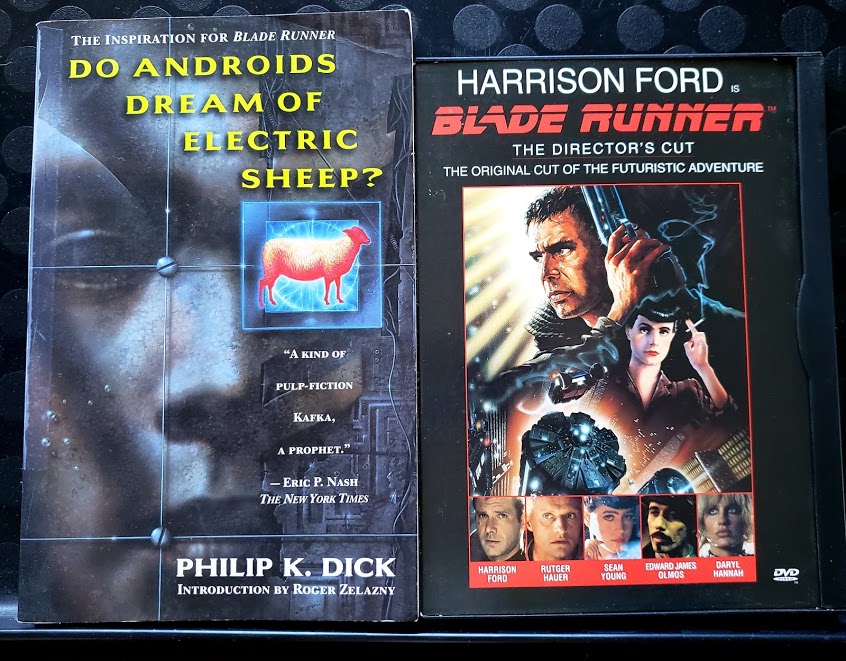 THE INSPIRATION FOR BLADE RUNNER
DO ANDROIDS
DREAM OF
ELECTRIC
SHEEP?
"A KIND OF
PULP-FICTION
KAFKA,
A PROPHET."
— ERIC P. NASH
THE NEW YORK TIMES
PHILIP K. DICK
INTRODUCTION BY ROGER ZELAZNY
HARRISON FORD IS
BLADE RUNNER™
THE DIRECTOR'S CUT
THE ORIGINAL CUT OF THE FUTURISTIC ADVENTURE
HARRISON
FORD
RUTGER
HAUER
SEAN
YOUNG
EDWARD JAMES
OLMOS
DARYL
HANNAH
DVD
VIDEO